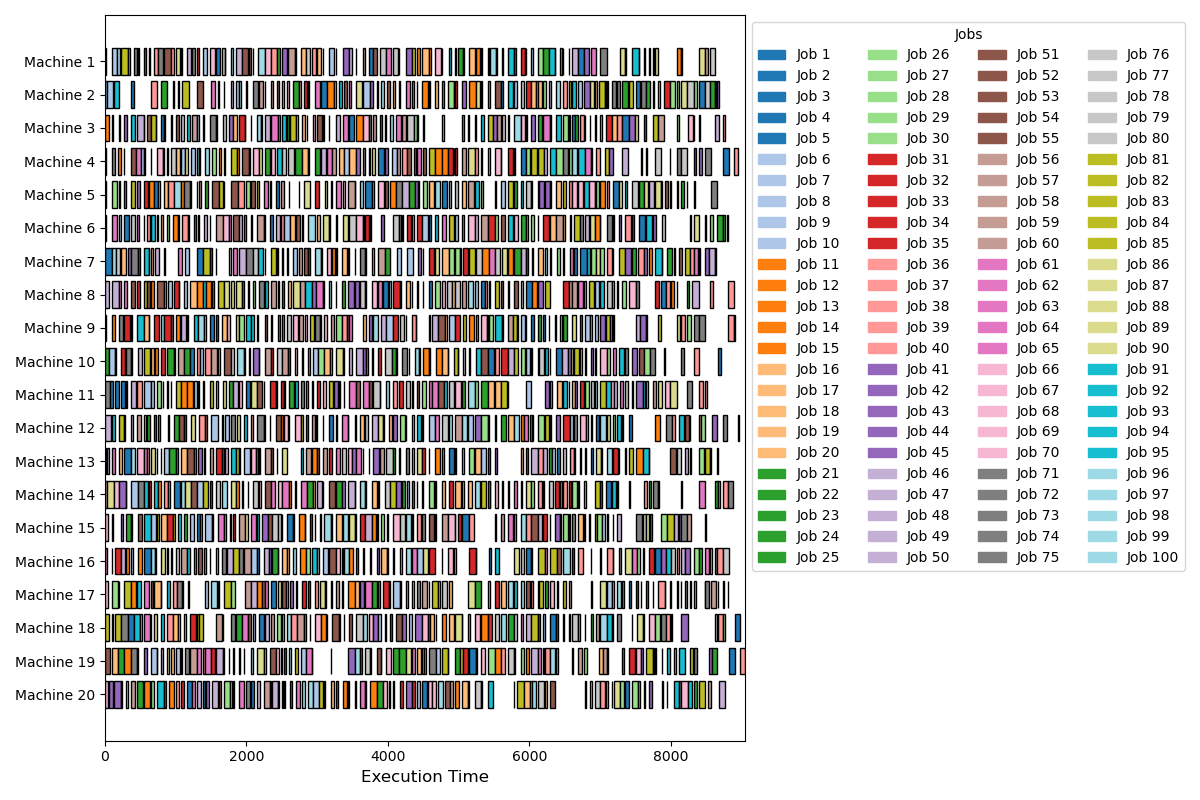 Machine 1
Machine 2
Machine 3
Machine 4
Machine 5
Machine 6
Machine 7
Machine 8
Machine 9
Machine 10
Machine 11
Machine 12
Machine 13
Machine 14
Machine 15
Machine 16
Machine 17
Machine 18
Machine 19
Machine 20
0 2000 4000 6000 8000
Execution Time
Jobs
Job 1 Job 26 Job 51 Job 76
Job 2 Job 27 Job 52 Job 77
Job 3 Job 28 Job 53 Job 78
Job 4 Job 29 Job 54 Job 79
Job 5 Job 30 Job 55 Job 80
Job 6 Job 31 Job 56 Job 81
Job 7 Job 32 Job 57 Job 82
Job 8 Job 33 Job 58 Job 83
Job 9 Job 34 Job 59 Job 84
Job 10 Job 35 Job 60 Job 85
Job 11 Job 36 Job 61 Job 86
Job 12 Job 37 Job 62 Job 87
Job 13 Job 38 Job 63 Job 88
Job 14 Job 39 Job 64 Job 89
Job 15 Job 40 Job 65 Job 90
Job 16 Job 41 Job 66 Job 91
Job 17 Job 42 Job 67 Job 92
Job 18 Job 43 Job 68 Job 93
Job 19 Job 44 Job 69 Job 94
Job 20 Job 45 Job 70 Job 95
Job 21 Job 46 Job 71 Job 96
Job 22 Job 47 Job 72 Job 97
Job 23 Job 48 Job 73 Job 98
Job 24 Job 49 Job 74 Job 99
Job 25 Job 50 Job 75 Job 100